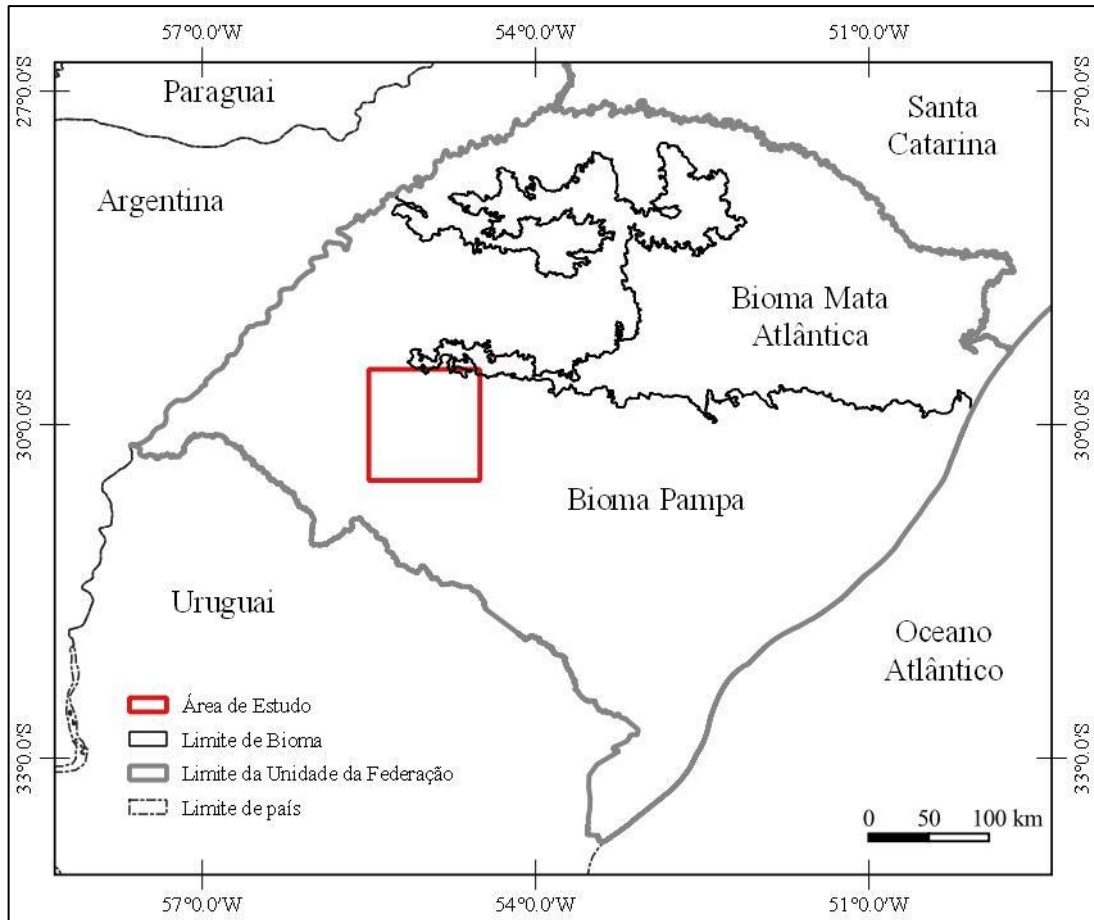 57°0.0'W
54°0.0'W
51°0.0'W
27°0.0'S
27°0.0'S
Paraguai
Santa
Catarina
Argentina
Bioma Mata
Atlântica
30°0.0'S
30°0.0'S
Bioma Pampa
Uruguai
Oceano
Atlântico
Área de Estudo
Limite de Bioma
Limite da Unidade da Federação
Limite de país
33°0.0'S
33°0.0'S
0 50 100 km
57°0.0'W
54°0.0'W
51°0.0'W